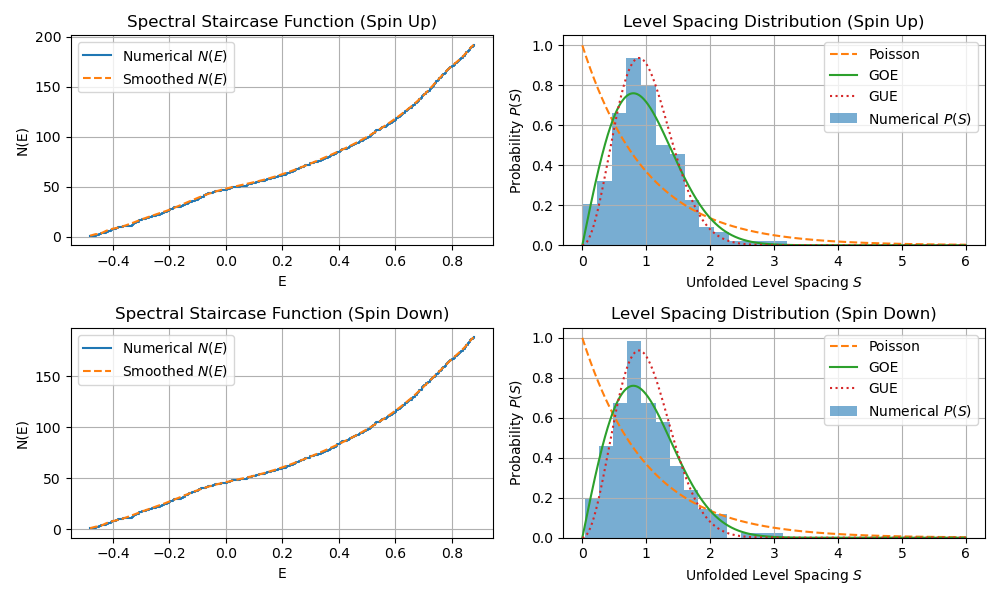 Spectral Staircase Function (Spin Up)
200
150
100
50
0
N(E)
Numerical N(E)
Smoothed N(E)
−0.4
−0.2
0.0
0.2
0.4
0.6
0.8
E
Level Spacing Distribution (Spin Up)
1.0
0.8
0.6
0.4
0.2
0.0
Probability P(S)
Poisson
GOE
GUE
Numerical P(S)
0
1
2
3
4
5
6
Unfolded Level Spacing S
Spectral Staircase Function (Spin Down)
150
100
50
0
N(E)
Numerical N(E)
Smoothed N(E)
−0.4
−0.2
0.0
0.2
0.4
0.6
0.8
E
Level Spacing Distribution (Spin Down)
1.0
0.8
0.6
0.4
0.2
0.0
Probability P(S)
Poisson
GOE
GUE
Numerical P(S)
0
1
2
3
4
5
6
Unfolded Level Spacing S